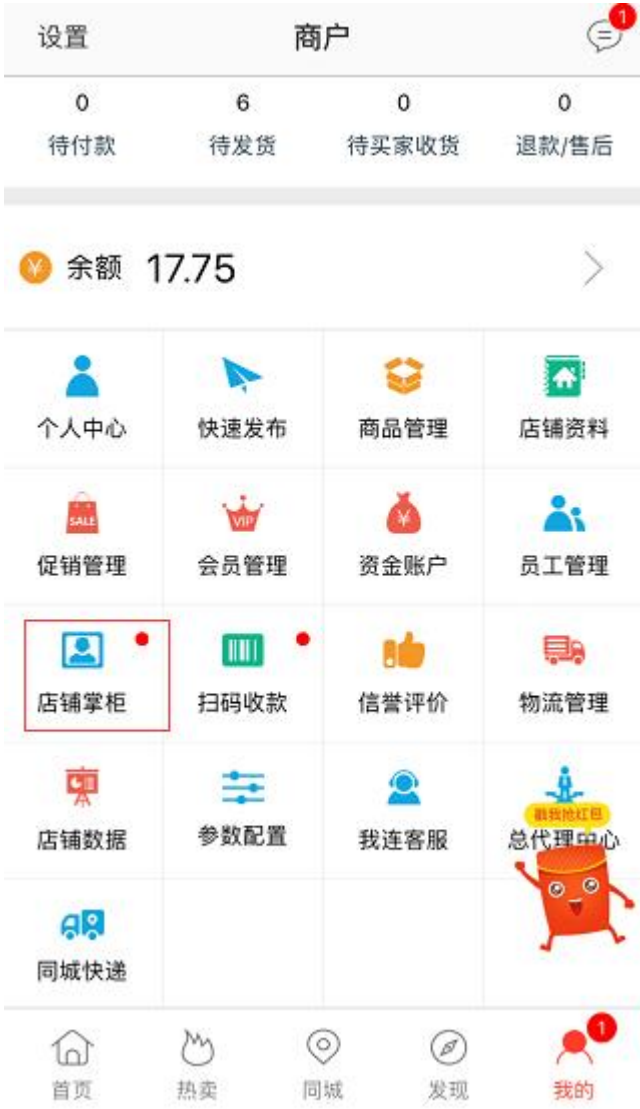 设置 商户 1
0 6 0 0
待付款 待发货 待买家收货 退款/售后
¥ 余额 17.75
个人中心 快速发布 商品管理 店铺资料
SALE VIP ¥
促销管理 会员管理 资金账户 员工管理
店铺掌柜 扫码收款 信誉评价 物流管理
戳我抢红包
店铺数据 参数配置 我连客服 总代理中心
同城快递
1
首页 热卖 同城 发现 我的